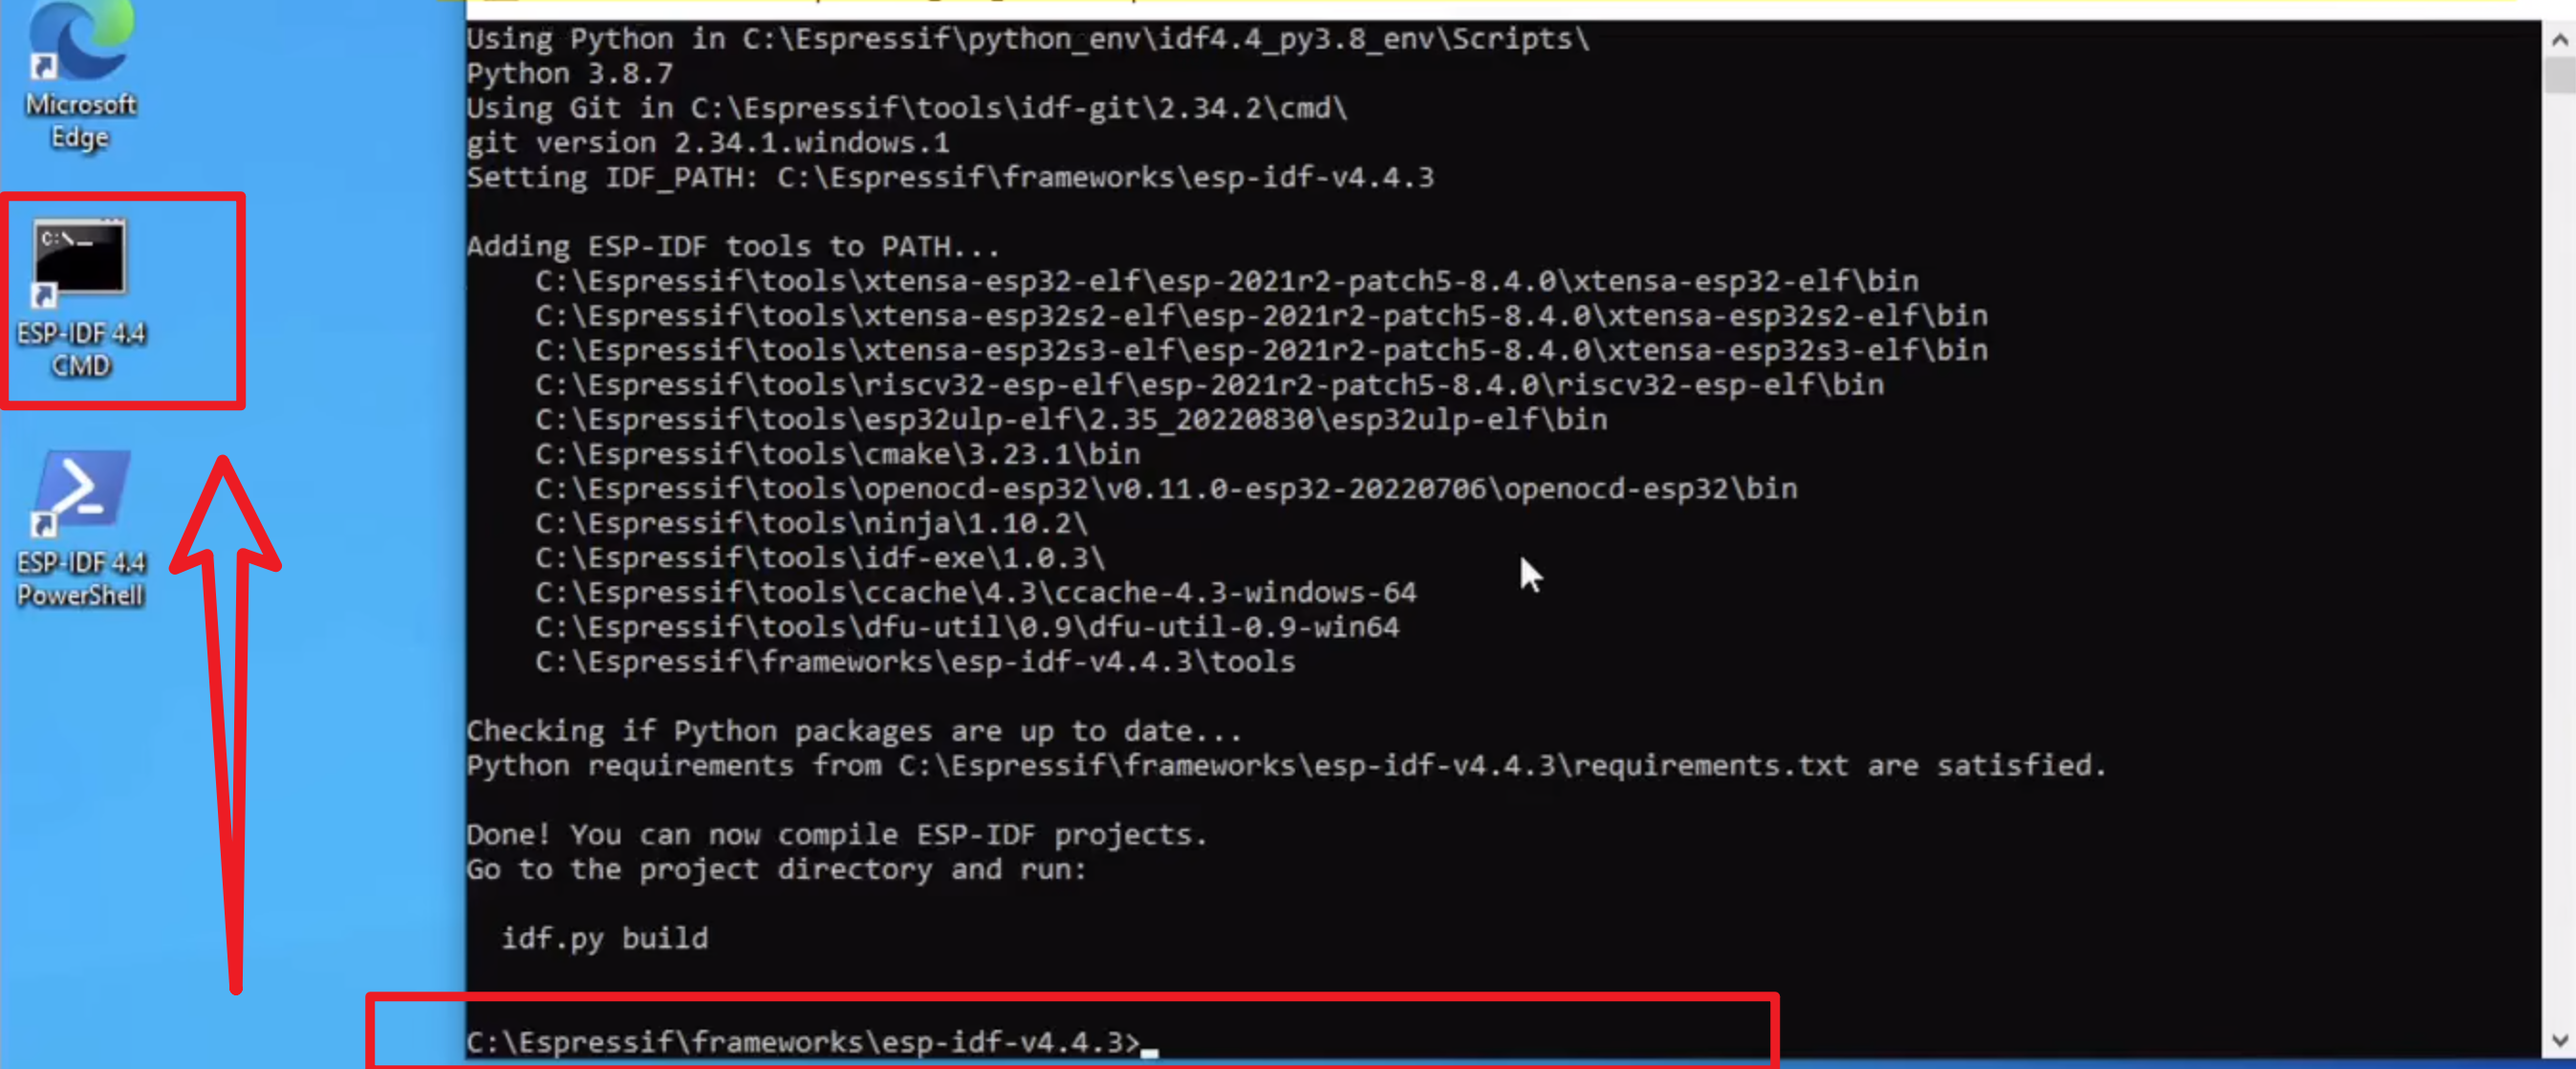 Microsoft
Edge
C:\_
ESP-IDF 4.4
CMD
ESP-IDF 4.4
PowerShell
Using Python in C:\Espressif\python_env\idf4.4_py3.8_env\Scripts\
Python 3.8.7
Using Git in C:\Espressif\tools\idf-git\2.34.2\cmd\
git version 2.34.1.windows.1
Setting IDF_PATH: C:\Espressif\frameworks\esp-idf-v4.4.3
Adding ESP-IDF tools to PATH...
C:\Espressif\tools\xtensa-esp32-elf\esp-2021r2-patch5-8.4.0\xtensa-esp32-elf\bin
C:\Espressif\tools\xtensa-esp32s2-elf\esp-2021r2-patch5-8.4.0\xtensa-esp32s2-elf\bin
C:\Espressif\tools\xtensa-esp32s3-elf\esp-2021r2-patch5-8.4.0\xtensa-esp32s3-elf\bin
C:\Espressif\tools\riscv32-esp-elf\esp-2021r2-patch5-8.4.0\riscv32-esp-elf\bin
C:\Espressif\tools\esp32ulp-elf\2.35_20220830\esp32ulp-elf\bin
C:\Espressif\tools\cmake\3.23.1\bin
C:\Espressif\tools\openocd-esp32\v0.11.0-esp32-20220706\openocd-esp32\bin
C:\Espressif\tools\ninja\1.10.2\
C:\Espressif\tools\idf-exe\1.0.3\
C:\Espressif\tools\ccache\4.3\ccache-4.3-windows-64
C:\Espressif\tools\dfu-util\0.9\dfu-util-0.9-win64
C:\Espressif\frameworks\esp-idf-v4.4.3\tools
Checking if Python packages are up to date...
Python requirements from C:\Espressif\frameworks\esp-idf-v4.4.3\requirements.txt are satisfied.
Done! You can now compile ESP-IDF projects.
Go to the project directory and run:
idf.py build
C:\Espressif\frameworks\esp-idf-v4.4.3>